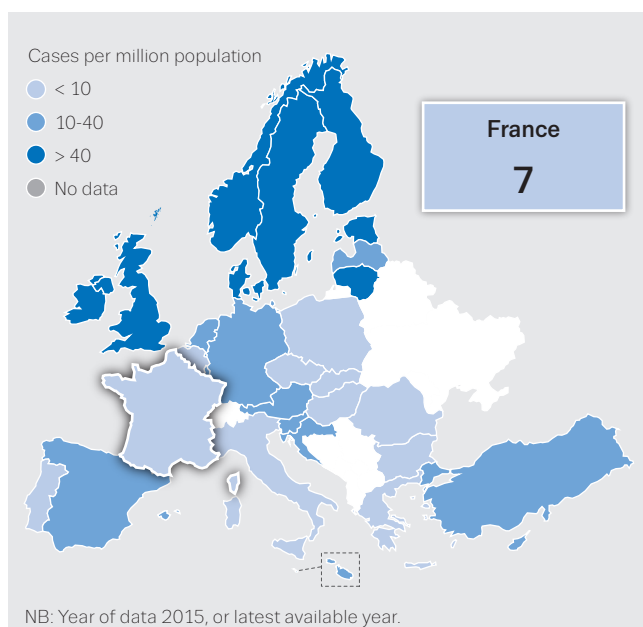 Cases per million population
< 10
10-40
> 40
No data
France
7
NB: Year of data 2015, or latest available year.